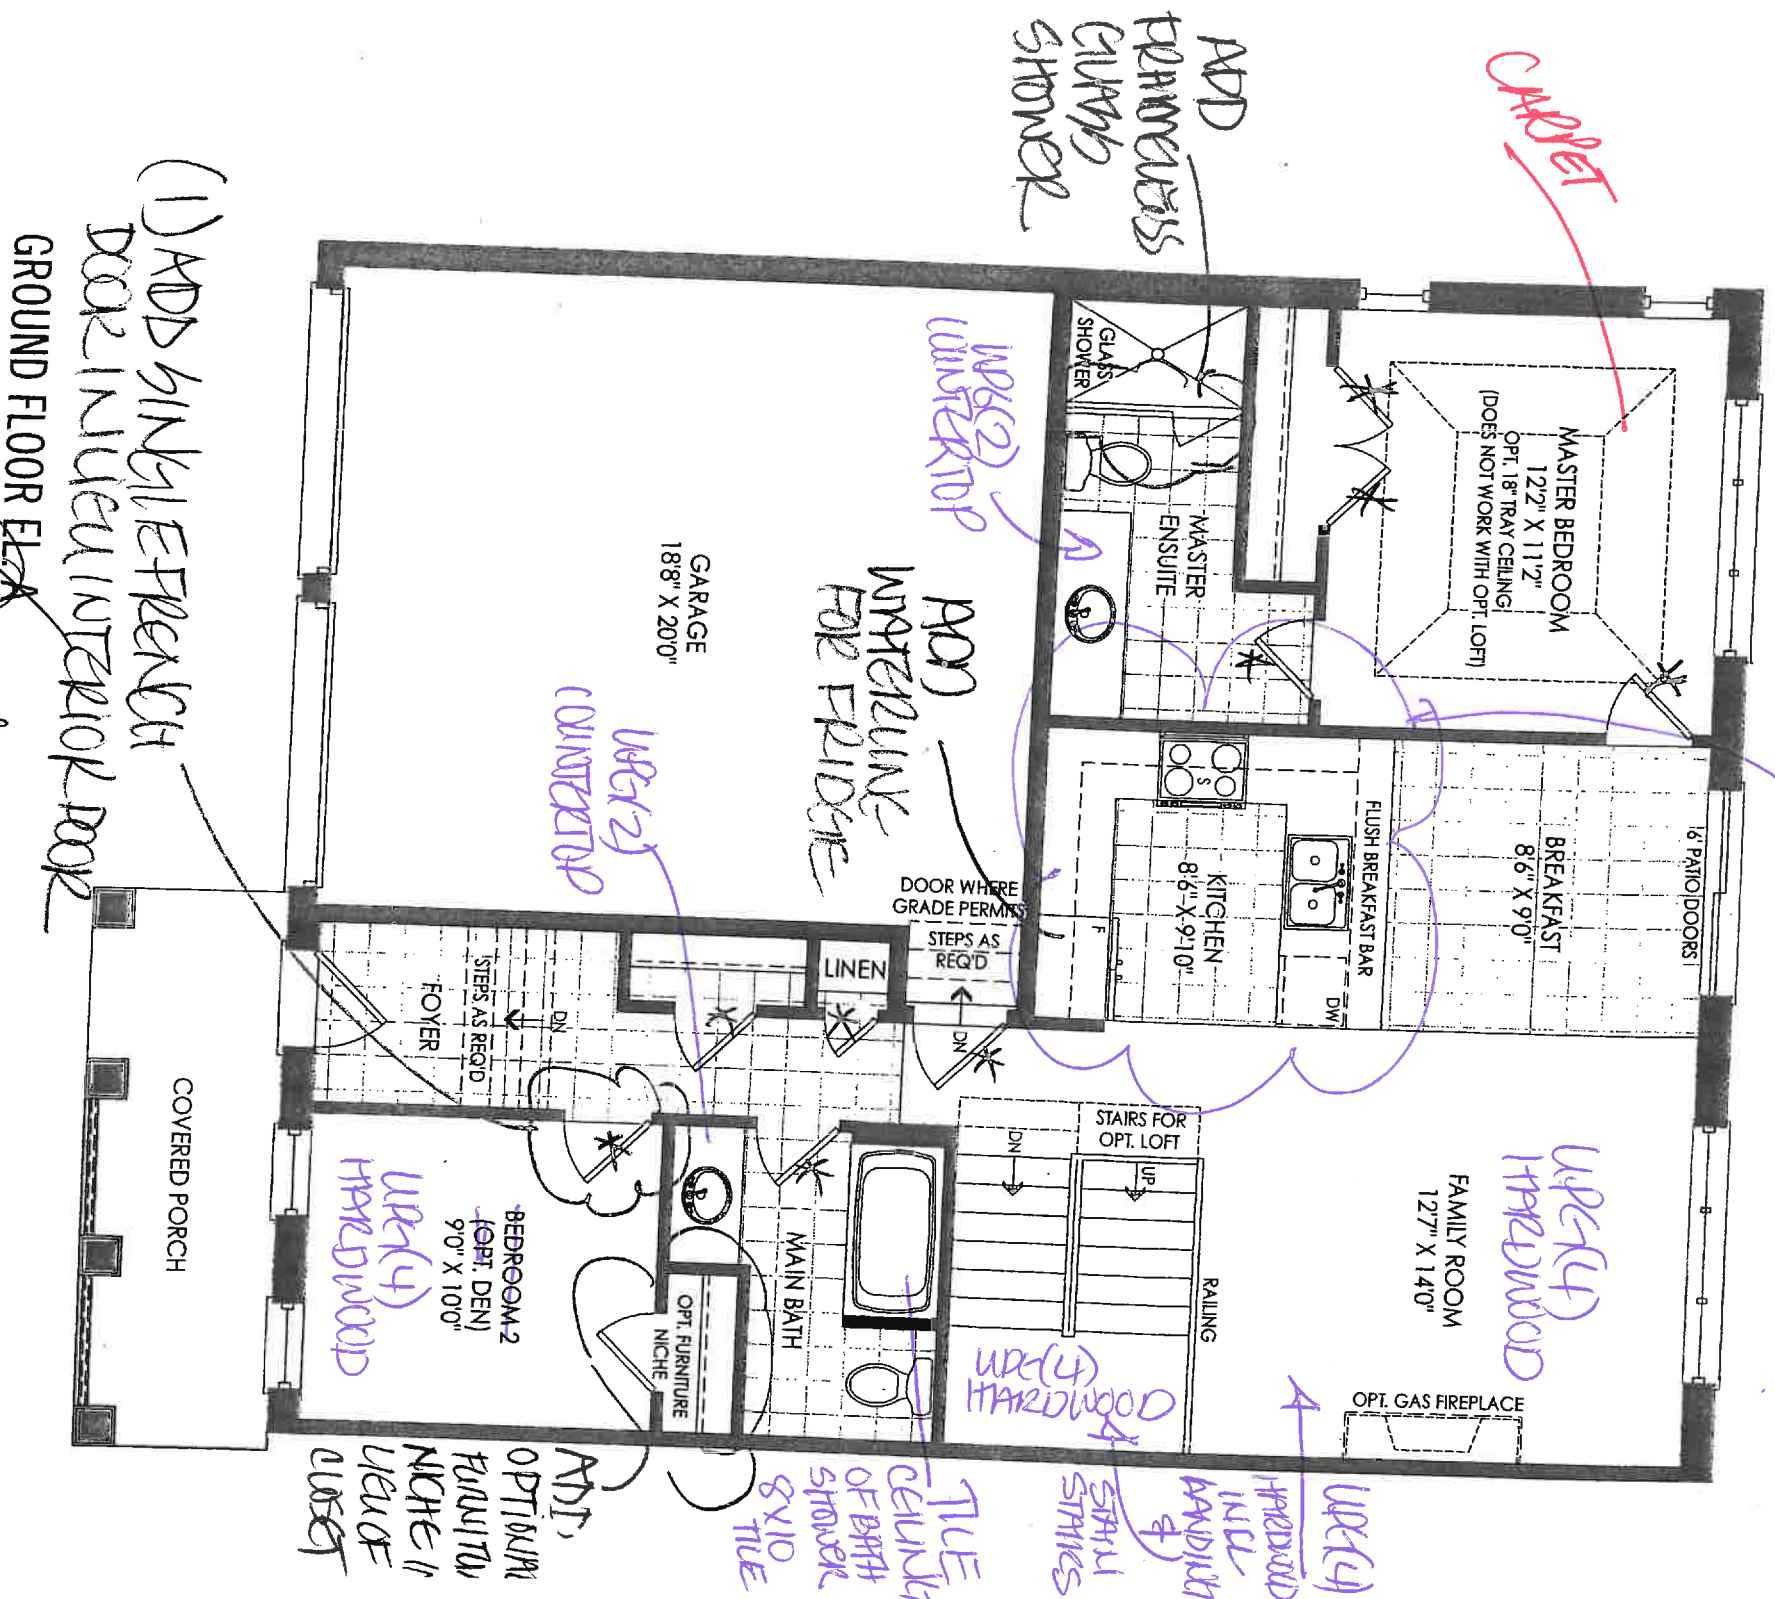 CARPET
ADD
FRAMELESS
GLASS
SHOWER
GLASS
SHOWER
UPG(2)
COUNTERTOP
MASTER BEDROOM
12'2" X 11'2"
OPT. 18" TRAY CEILING
(DOES NOT WORK WITH OPT. LOFT)
MASTER
ENSUITE
GARAGE
18'8" X 20'0"
ADD
WATERLINE
FOR FRIDGE
UPG(2)
COUNTERTOP
(1) ADD SINGLE FRENCH
DOOR IN LIEU INTERIOR DOOR
GROUND FLOOR EL. A
16' PATIO DOORS
BREAKFAST
8'6" X 9'0"
FLUSH BREAKFAST BAR
S
KITCHEN
8'6" X 9'10"
DW
F
DOOR WHERE
GRADE PERMITS
STEPS AS
REQ'D
DN
LINEN
DN
STEPS AS REQ'D
FOYER
COVERED PORCH
STAIRS FOR
OPT. LOFT
DN
UP
RAILING
UPG(4)
HARDWOOD
FAMILY ROOM
12'7" X 14'0"
OPT. GAS FIREPLACE
MAIN BATH
UPG(4)
HARDWOOD
BEDROOM 2
(OPT. DEN)
9'0" X 10'0"
UPG(4)
HARDWOOD
OPT. FURNITURE
NICHE
UPG(4)
HARDWOOD
IN CL
LANDING
&
STAIN
STAIRS
TILE
CEILING
OF BATH
SHOWER
8X10
TILE
ADD
OPTIONAL
FURNITU
NICHE I
LIEU OF
CLOSET